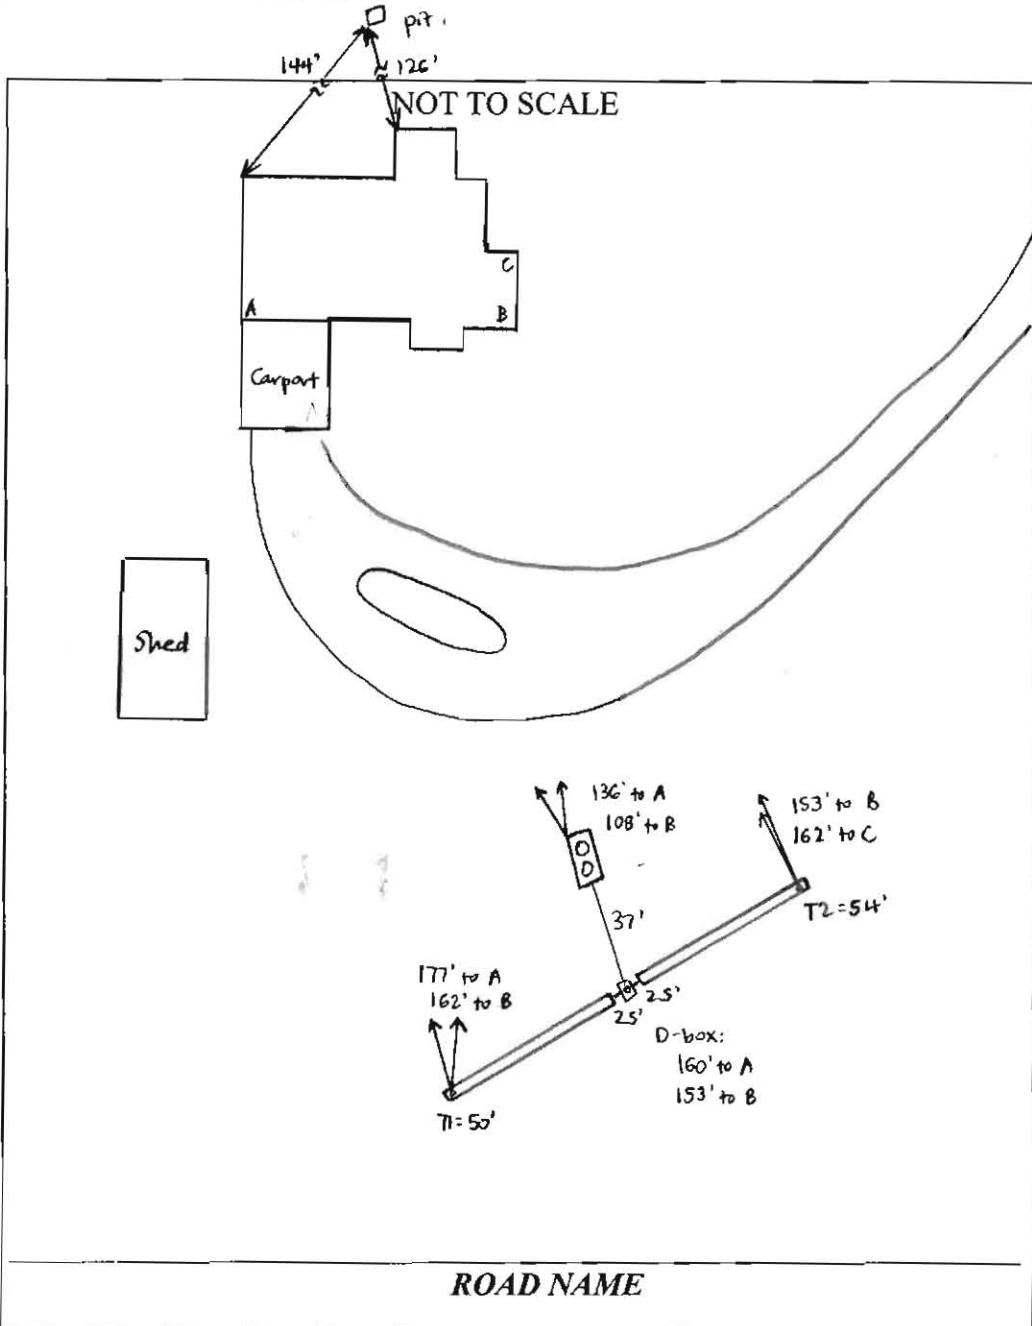 pit.
144'
126'
NOT TO SCALE
C
A
B
Carport
Shed
136' to A
108' to B
153' to B
162' to C
T2=54'
37'
177' to A
162' to B
25'
25'
D-box:
160' to A
153' to B
T1=50'
ROAD NAME